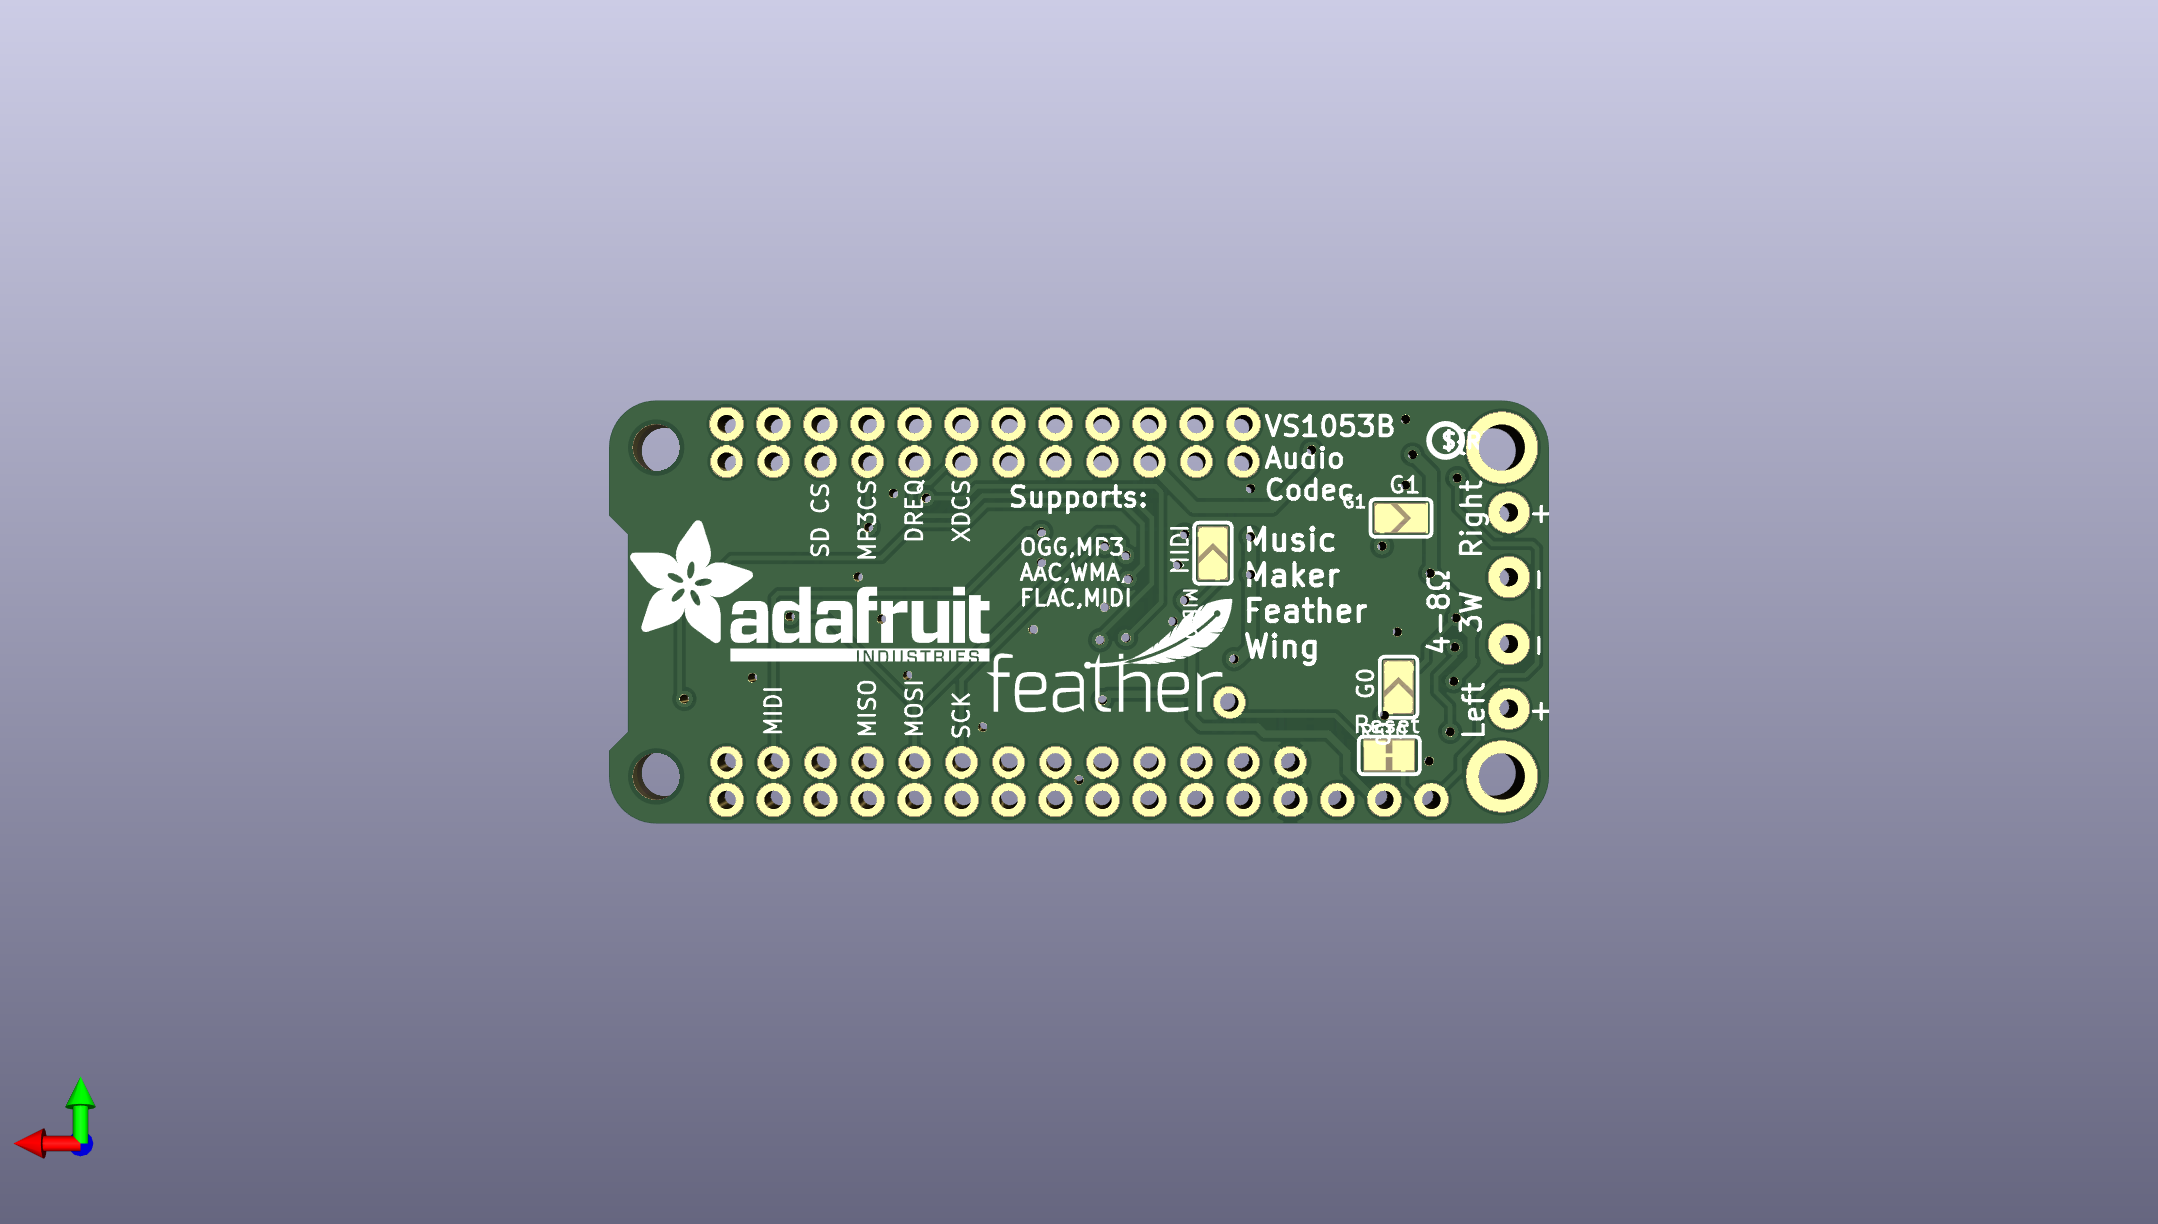 VS1053B
Audio
Codec
SD CS
MP3CS
DREQ
XDCS
Supports:
OGG,MP3
AAC,WMA,
FLAC,MIDI
MIDI
Music
Maker
Feather
Wing
G1
G1
Right
+
-
4-8Ω
3W
-
+
Left
G0
Reset
adafruit
INDUSTRIES
feather
MIDI
MISO
MOSI
SCK